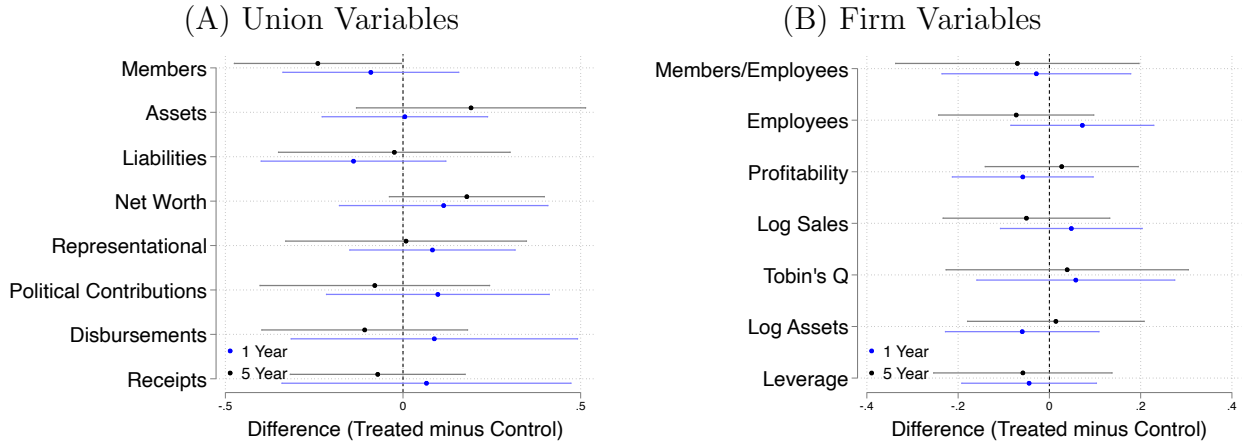 (A) Union Variables
Members
Assets
Liabilities
Net Worth
Representational
Political Contributions
Disbursements
Receipts
1 Year
5 Year
-.5 0 .5
Difference (Treated minus Control)
(B) Firm Variables
Members/Employees
Employees
Profitability
Log Sales
Tobin's Q
Log Assets
Leverage
1 Year
5 Year
-.4 -.2 0 .2 .4
Difference (Treated minus Control)